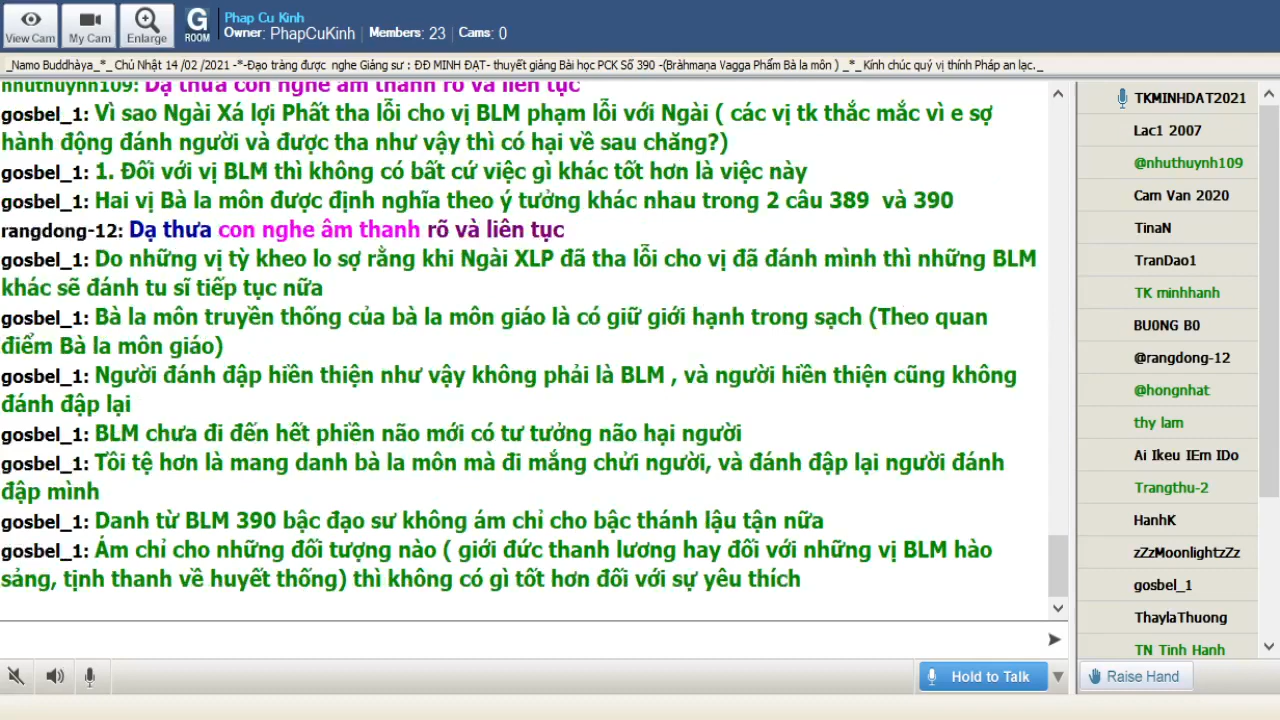 View Cam
My Cam
Enlarge
G
ROOM
Phap Cu Kinh
Owner: PhapCuKinh | Members: 23 | Cams: 0
_Namo Buddhàya_*_ Chú Nhật 14 /02 /2021 -*-Đạo tràng được nghe Giảng sư : ĐĐ MINH ĐẠT- thuyết giảng Bài học PCK Số 390 -(Bràhmaṇa Vagga Phẩm Bà la môn ) _*_ Kính chúc quý vị thính Pháp an lạc._
nhuthuynh109: Dạ thưa con nghe âm thanh rõ và liên tục
gosbel_1: Vì sao Ngài Xá lợi Phất tha lỗi cho vị BLM phạm lỗi với Ngài ( các vị tk thắc mắc vì e sợ
hành động đánh người và được tha như vậy thì có hại về sau chăng?)
gosbel_1: 1. Đối với vị BLM thì không có bất cứ việc gì khác tốt hơn là việc này
gosbel_1: Hai vị Bà la môn được định nghĩa theo ý tưởng khác nhau trong 2 câu 389 và 390
rangdong-12: Dạ thưa con nghe âm thanh rõ và liên tục
gosbel_1: Do những vị tỳ kheo lo sợ rằng khi Ngài XLP đã tha lỗi cho vị đã đánh mình thì những BLM
khác sẽ đánh tu sĩ tiếp tục nữa
gosbel_1: Bà la môn truyền thống của bà la môn giáo là có giữ giới hạnh trong sạch (Theo quan
điểm Bà la môn giáo)
gosbel_1: Người đánh đập hiền thiện như vậy không phải là BLM , và người hiền thiện cũng không
đánh đập lại
gosbel_1: BLM chưa đi đến hết phiền não mới có tư tưởng não hại người
gosbel_1: Tồi tệ hơn là mang danh bà la môn mà đi mắng chửi người, và đánh đập lại người đánh
đập mình
gosbel_1: Danh từ BLM 390 bậc đạo sư không ám chỉ cho bậc thánh lậu tận nữa
gosbel_1: Ám chỉ cho những đối tượng nào ( giới đức thanh lương hay đối với những vị BLM hào
sảng, tịnh thanh về huyết thống) thì không có gì tốt hơn đối với sự yêu thích
TKMINHDAT2021
Lac1 2007
@nhuthuynh109
Cam Van 2020
TinaN
TranDao1
TK minhhanh
BU0NG B0
@rangdong-12
@hongnhat
thy lam
Ai Ikeu IEm IDo
Trangthu-2
HanhK
zZzMoonlightzZz
gosbel_1
ThaylaThuong
TN Tinh Hanh
Hold to Talk
Raise Hand